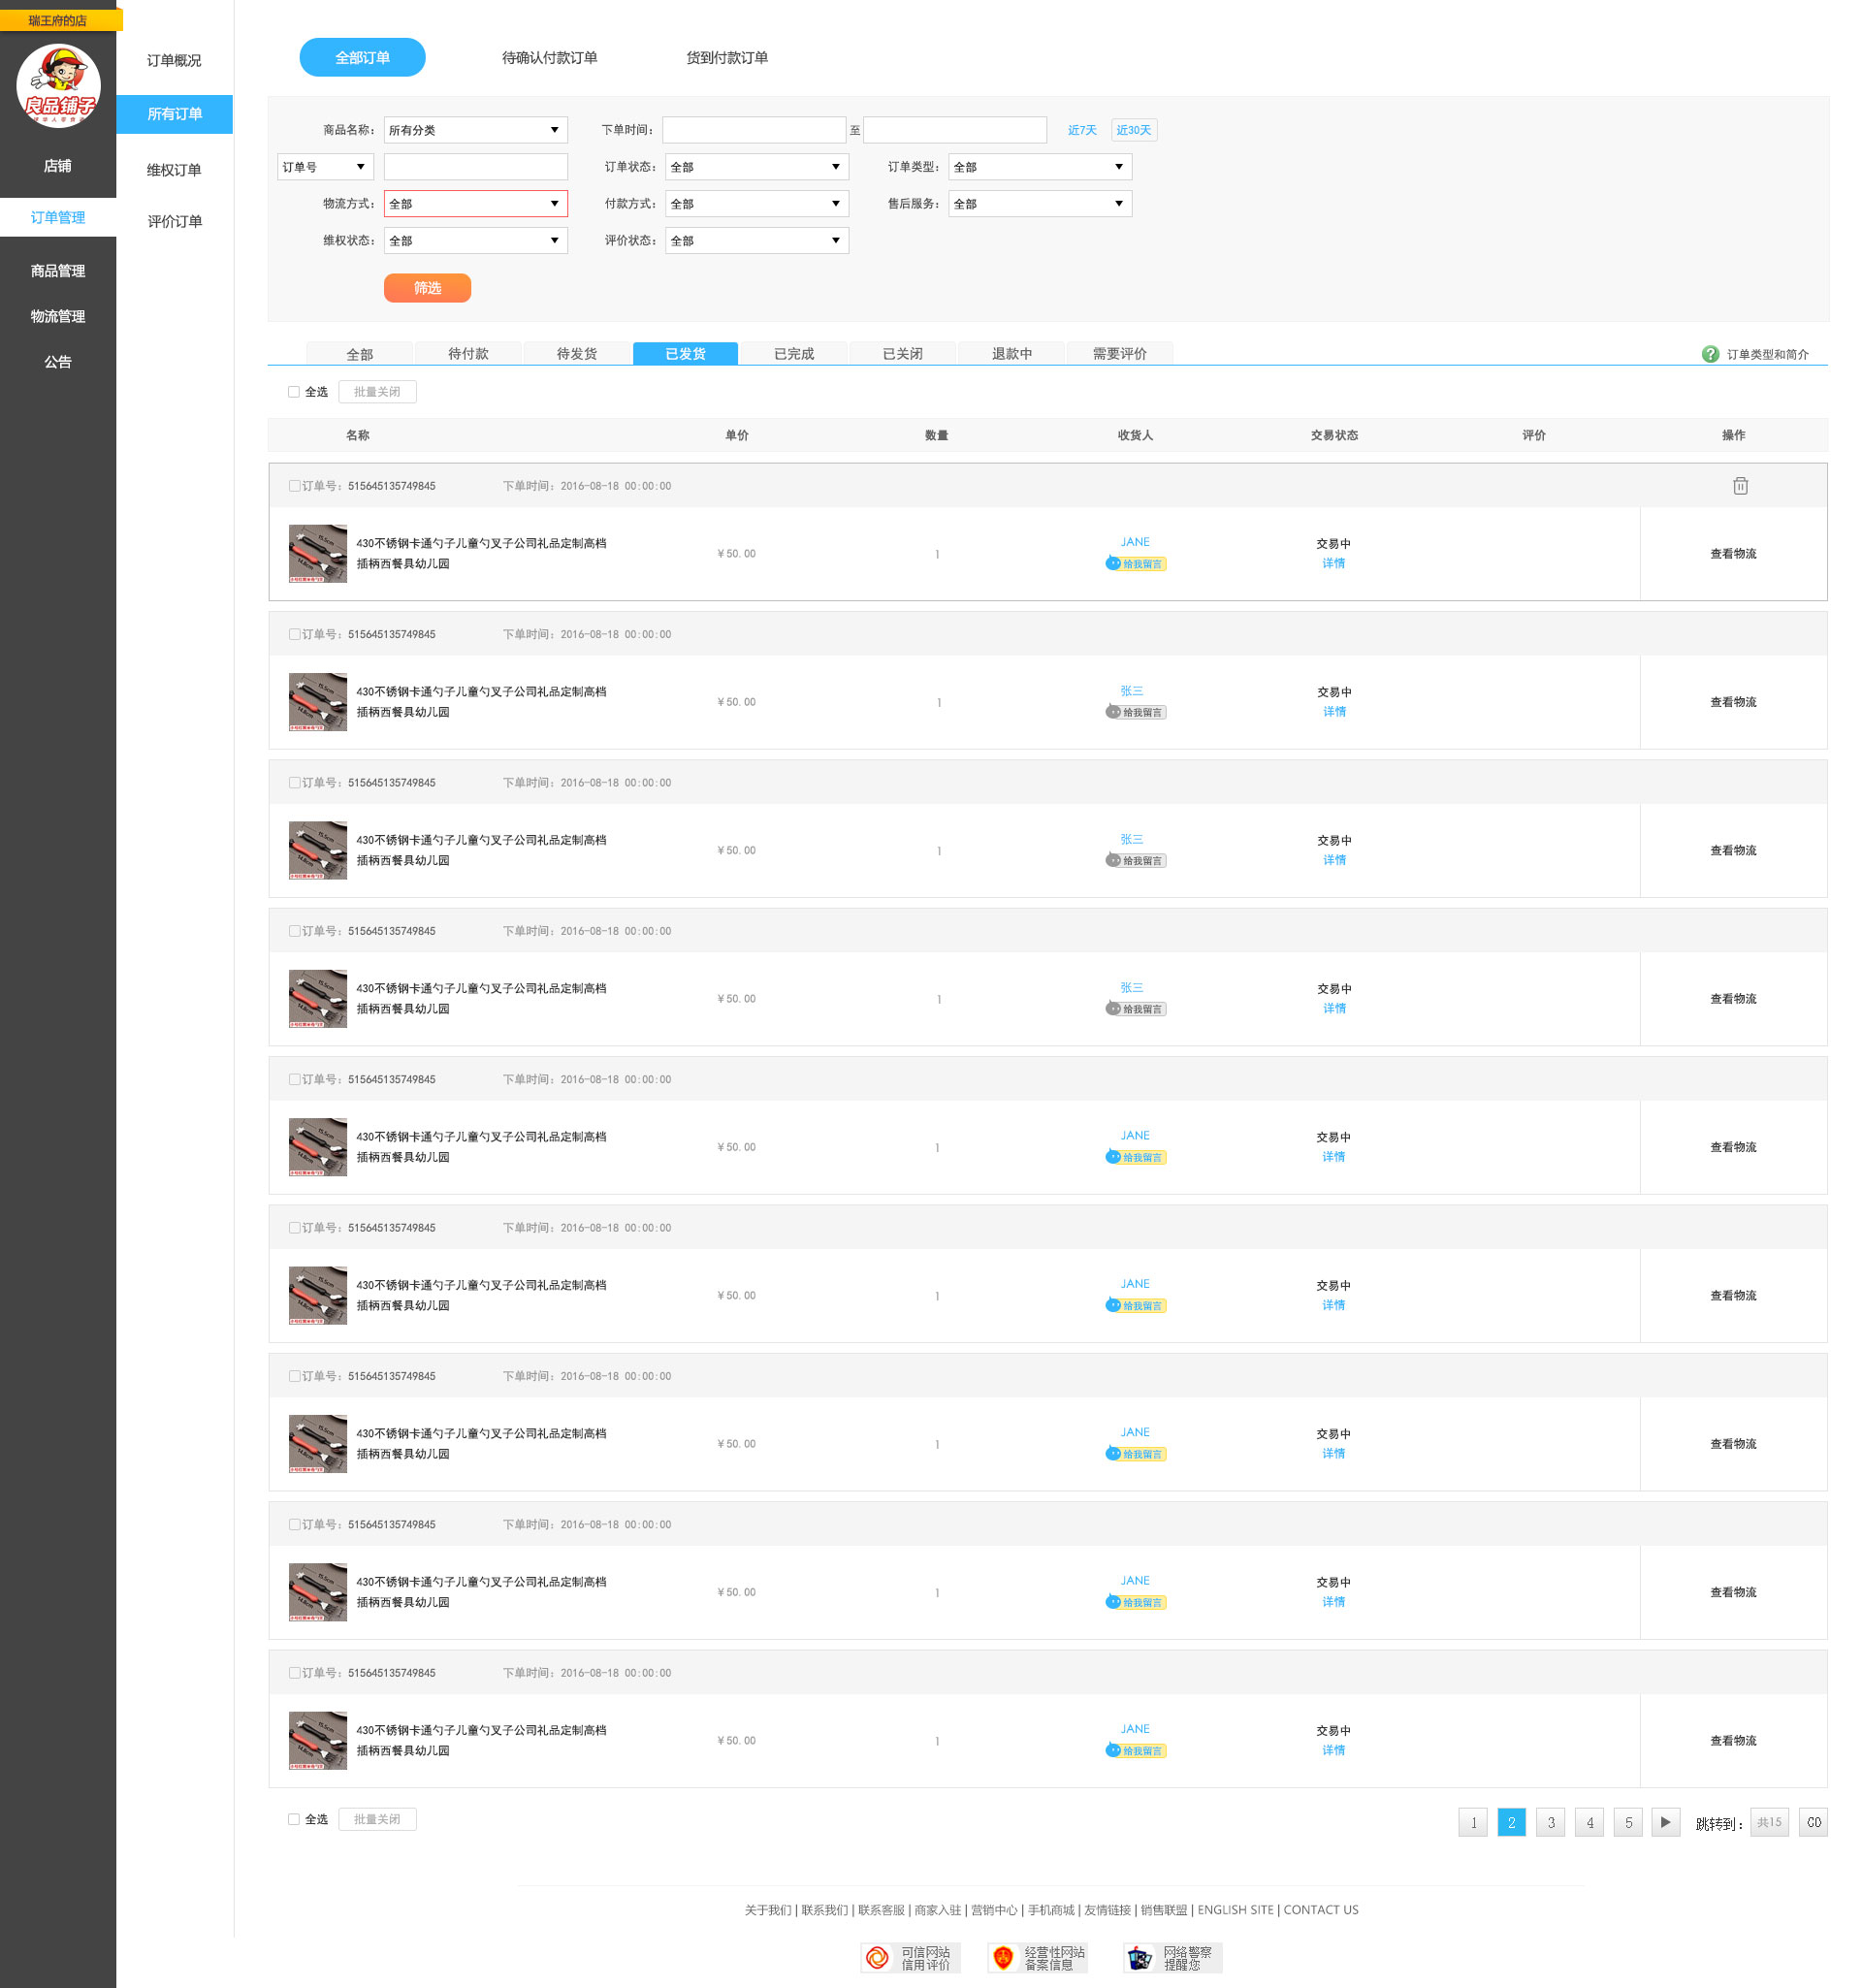 瑞王府的店
良品铺子
店铺
订单管理
商品管理
物流管理
公告
订单概况
所有订单
维权订单
评价订单
全部订单 待确认付款订单 货到付款订单
商品名称： 所有分类 下单时间： 至 近7天 近30天
订单号 订单状态： 全部 订单类型： 全部
物流方式： 全部 付款方式： 全部 售后服务： 全部
维权状态： 全部 评价状态： 全部
筛选
全部 待付款 待发货 已发货 已完成 已关闭 退款中 需要评价 ? 订单类型和简介
全选 批量关闭
名称 单价 数量 收货人 交易状态 评价 操作
订单号：515645135749845 下单时间：2016-08-18 00:00:00
430不锈钢卡通勺子儿童勺叉子公司礼品定制高档
插柄西餐具幼儿园
15.5cm
14.8cm
¥50.00 1 JANE 交易中 查看物流
给我留言 详情
订单号：515645135749845 下单时间：2016-08-18 00:00:00
430不锈钢卡通勺子儿童勺叉子公司礼品定制高档
插柄西餐具幼儿园
15.5cm
14.8cm
¥50.00 1 张三 交易中 查看物流
给我留言 详情
订单号：515645135749845 下单时间：2016-08-18 00:00:00
430不锈钢卡通勺子儿童勺叉子公司礼品定制高档
插柄西餐具幼儿园
15.5cm
14.8cm
¥50.00 1 张三 交易中 查看物流
给我留言 详情
订单号：515645135749845 下单时间：2016-08-18 00:00:00
430不锈钢卡通勺子儿童勺叉子公司礼品定制高档
插柄西餐具幼儿园
15.5cm
14.8cm
¥50.00 1 张三 交易中 查看物流
给我留言 详情
订单号：515645135749845 下单时间：2016-08-18 00:00:00
430不锈钢卡通勺子儿童勺叉子公司礼品定制高档
插柄西餐具幼儿园
15.5cm
14.8cm
¥50.00 1 JANE 交易中 查看物流
给我留言 详情
订单号：515645135749845 下单时间：2016-08-18 00:00:00
430不锈钢卡通勺子儿童勺叉子公司礼品定制高档
插柄西餐具幼儿园
15.5cm
14.8cm
¥50.00 1 JANE 交易中 查看物流
给我留言 详情
订单号：515645135749845 下单时间：2016-08-18 00:00:00
430不锈钢卡通勺子儿童勺叉子公司礼品定制高档
插柄西餐具幼儿园
15.5cm
14.8cm
¥50.00 1 JANE 交易中 查看物流
给我留言 详情
订单号：515645135749845 下单时间：2016-08-18 00:00:00
430不锈钢卡通勺子儿童勺叉子公司礼品定制高档
插柄西餐具幼儿园
15.5cm
14.8cm
¥50.00 1 JANE 交易中 查看物流
给我留言 详情
订单号：515645135749845 下单时间：2016-08-18 00:00:00
430不锈钢卡通勺子儿童勺叉子公司礼品定制高档
插柄西餐具幼儿园
15.5cm
14.8cm
¥50.00 1 JANE 交易中 查看物流
给我留言 详情
全选 批量关闭 1 2 3 4 5 跳转到： 共15 GO
关于我们 | 联系我们 | 联系客服 | 商家入驻 | 营销中心 | 手机商城 | 友情链接 | 销售联盟 | ENGLISH SITE | CONTACT US
可信网站 经营性网站 网络警察
信用评价 备案信息 提醒您